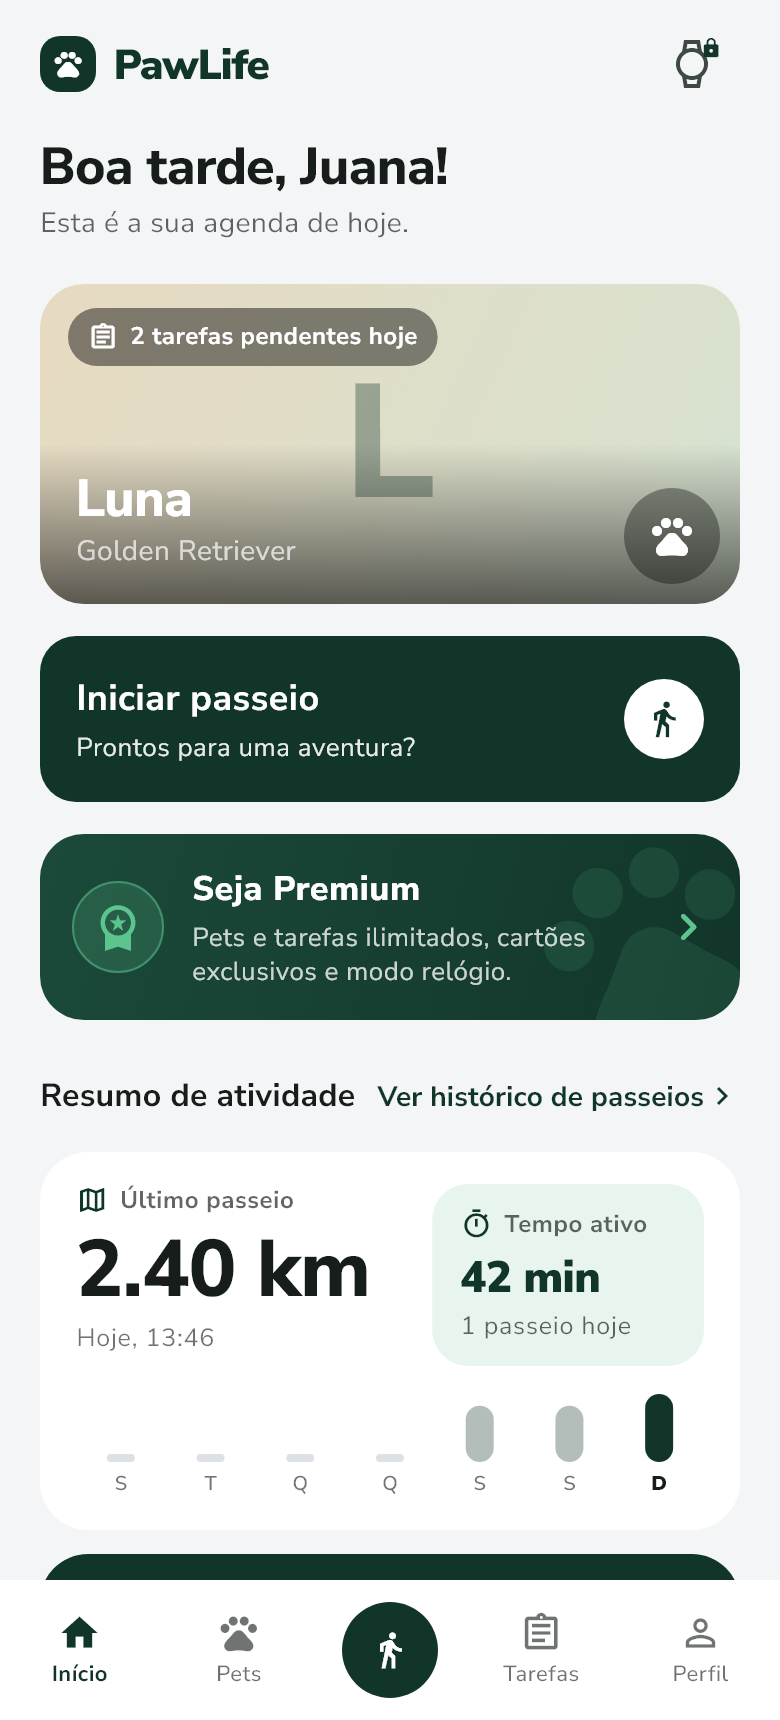 PawLife
Boa tarde, Juana!
Esta é a sua agenda de hoje.
2 tarefas pendentes hoje
L
Luna
Golden Retriever
Iniciar passeio
Prontos para uma aventura?
Seja Premium
Pets e tarefas ilimitados, cartões
exclusivos e modo relógio.
Resumo de atividade
Ver histórico de passeios
Último passeio
2.40 km
Hoje, 13:46
Tempo ativo
42 min
1 passeio hoje
S T Q Q S S D
Início
Pets
Tarefas
Perfil